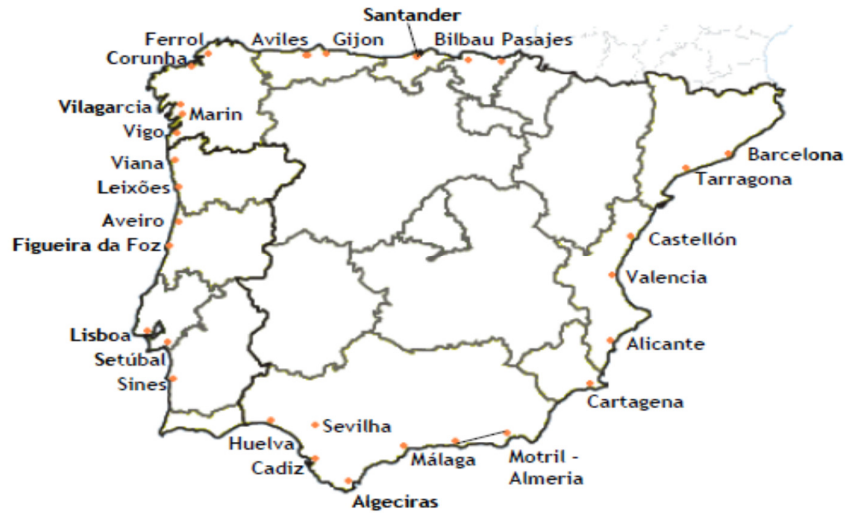 Santander
Ferrol
Aviles
Gijon
Bilbau
Pasajes
Corunha
Vilagarcia
Marin
Vigo
Viana
Leixões
Aveiro
Figueira da Foz
Lisboa
Setúbal
Sines
Barcelona
Tarragona
Castellón
Valencia
Alicante
Cartagena
Huelva
Sevilha
Cadiz
Málaga
Motril -
Almeria
Algeciras